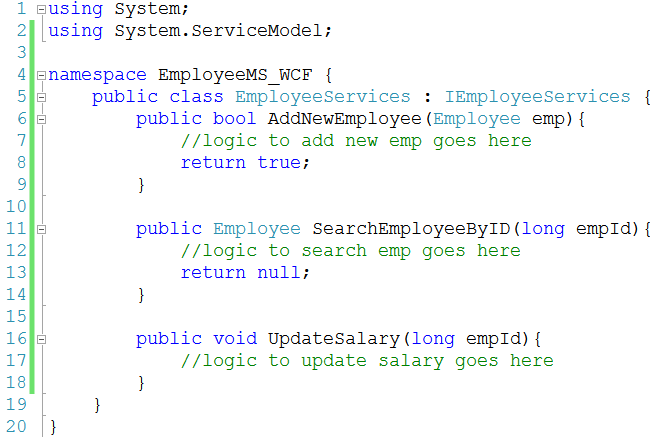 1 using System;
2 using System.ServiceModel;
3
4 namespace EmployeeMS_WCF {
5     public class EmployeeServices : IEmployeeServices {
6         public bool AddNewEmployee(Employee emp){
7             //logic to add new emp goes here
8             return true;
9         }
10
11         public Employee SearchEmployeeByID(long empId){
12             //logic to search emp goes here
13             return null;
14         }
15
16         public void UpdateSalary(long empId){
17             //logic to update salary goes here
18         }
19     }
20 }